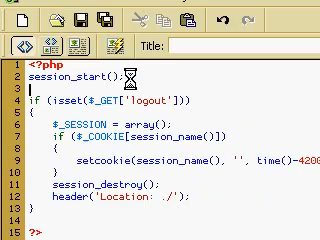 Title:
1 <?php
2 session_start();
3
4 if (isset($_GET['logout']))
5 {
6 $_SESSION = array();
7 if ($_COOKIE[session_name()])
8 {
9 setcookie(session_name(), '', time()-4200
10 }
11 session_destroy();
12 header('Location: ./');
13 }
14
15 ?>